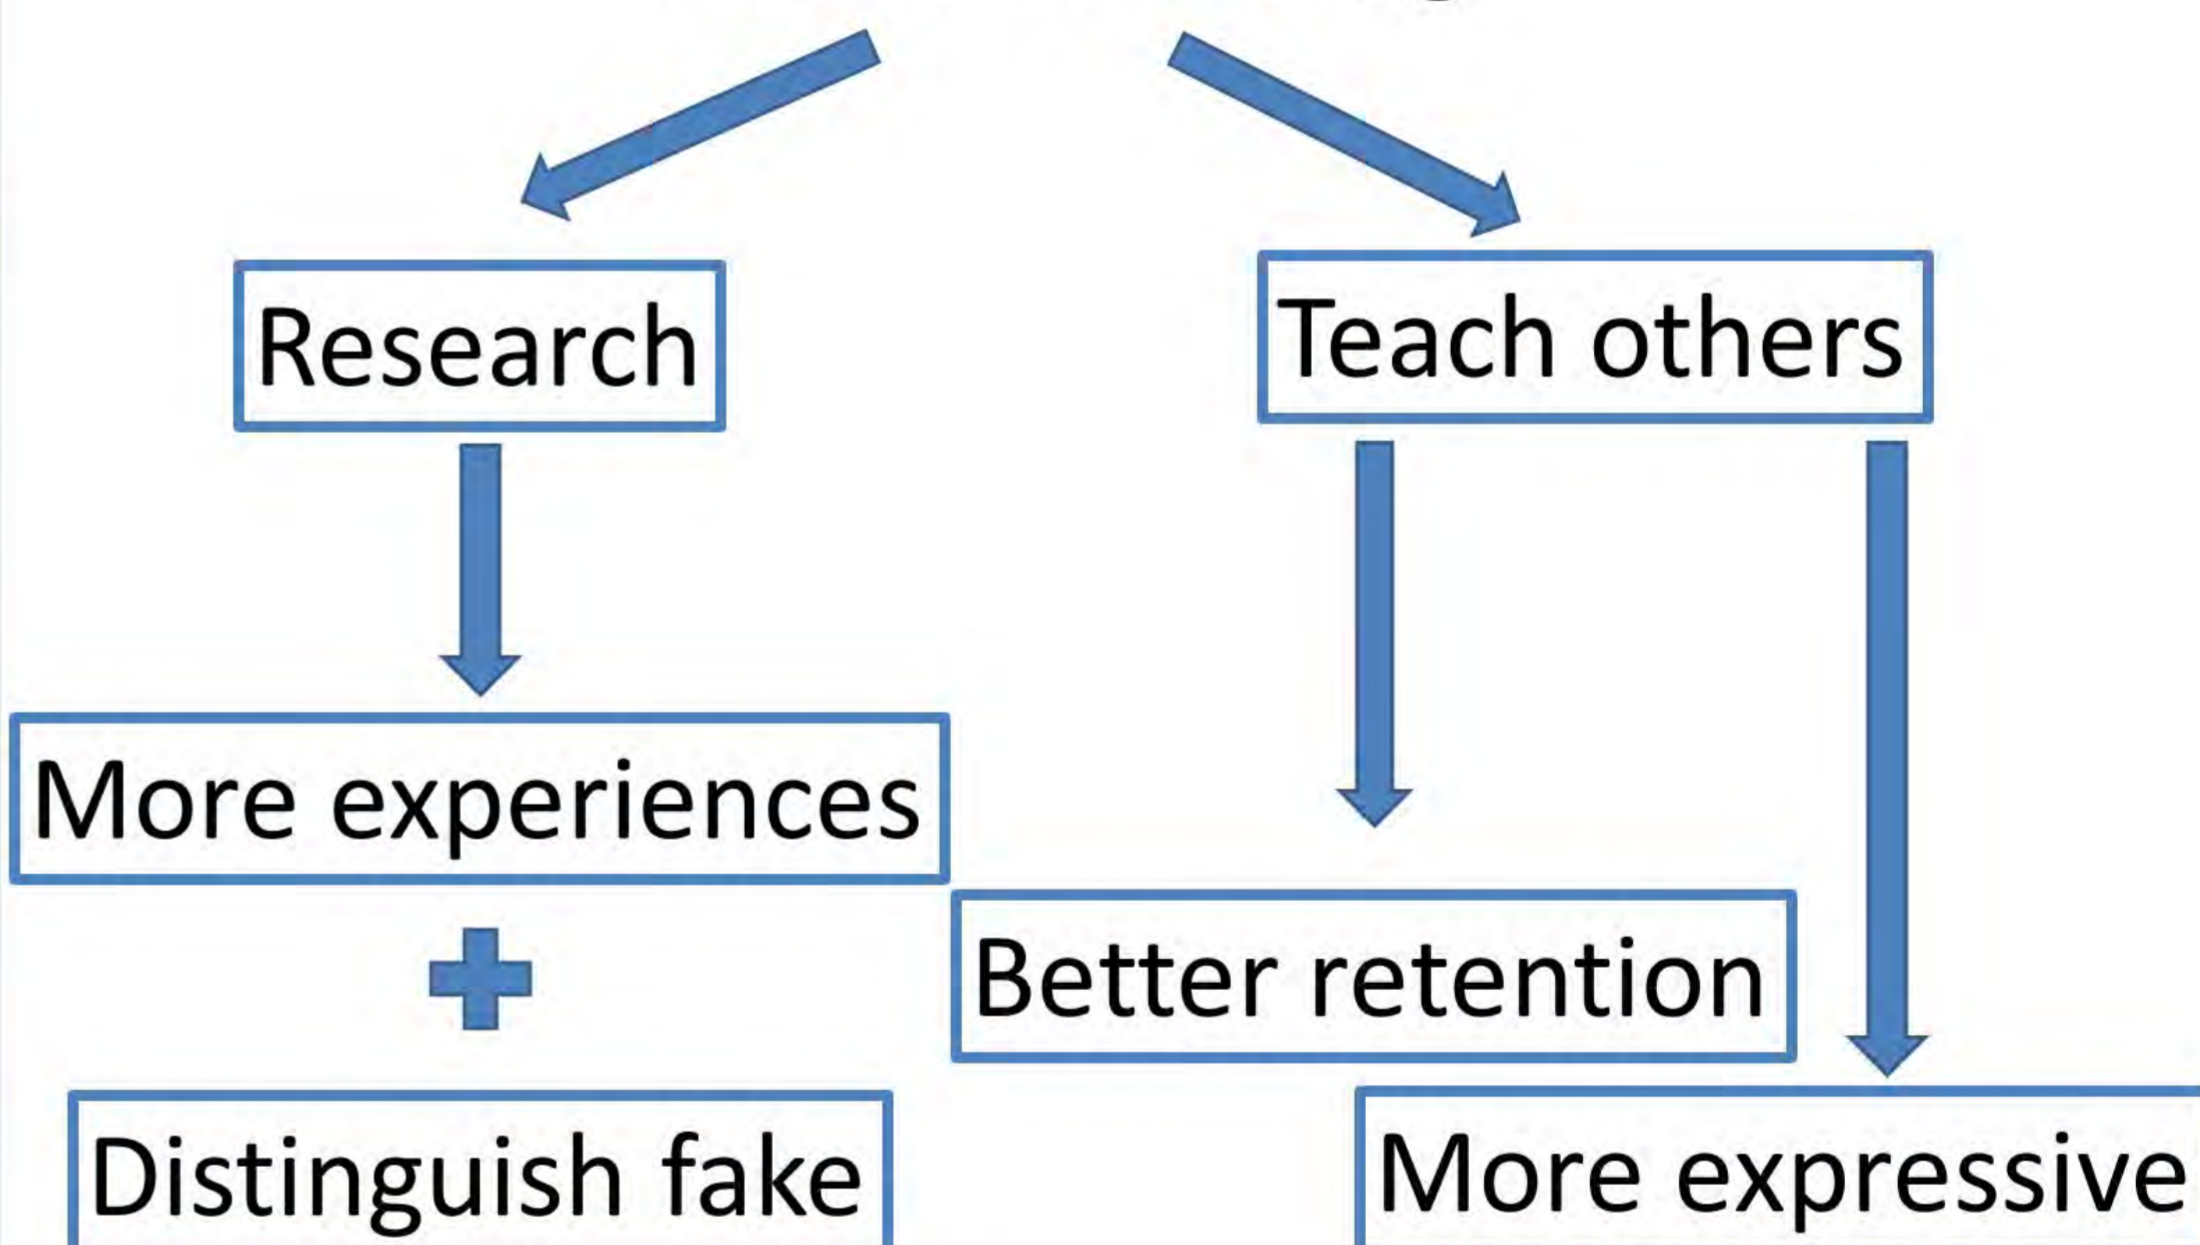 Research
Teach others
More experiences
Better retention
Distinguish fake
More expressive